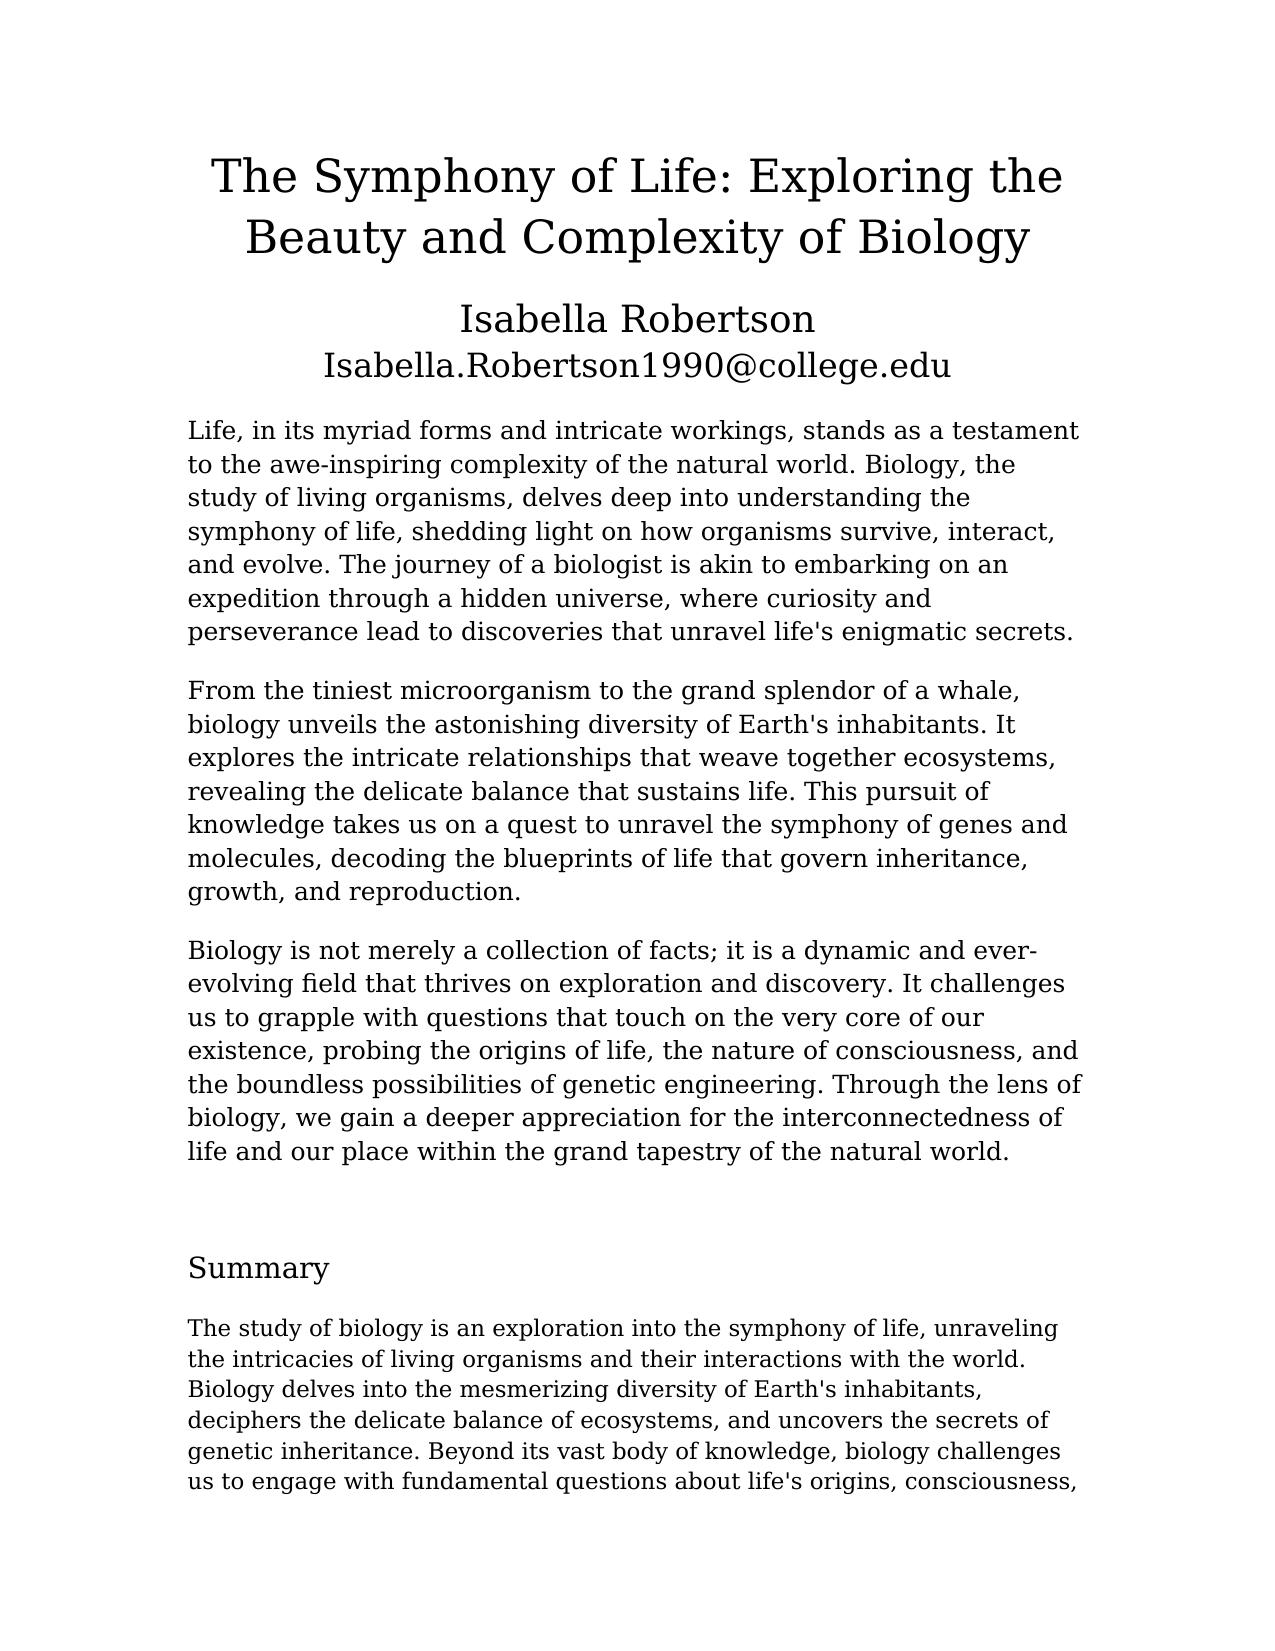 The Symphony of Life: Exploring the
Beauty and Complexity of Biology
Isabella Robertson
Isabella.Robertson1990@college.edu
Life, in its myriad forms and intricate workings, stands as a testament
to the awe-inspiring complexity of the natural world. Biology, the
study of living organisms, delves deep into understanding the
symphony of life, shedding light on how organisms survive, interact,
and evolve. The journey of a biologist is akin to embarking on an
expedition through a hidden universe, where curiosity and
perseverance lead to discoveries that unravel life's enigmatic secrets.
From the tiniest microorganism to the grand splendor of a whale,
biology unveils the astonishing diversity of Earth's inhabitants. It
explores the intricate relationships that weave together ecosystems,
revealing the delicate balance that sustains life. This pursuit of
knowledge takes us on a quest to unravel the symphony of genes and
molecules, decoding the blueprints of life that govern inheritance,
growth, and reproduction.
Biology is not merely a collection of facts; it is a dynamic and ever-
evolving field that thrives on exploration and discovery. It challenges
us to grapple with questions that touch on the very core of our
existence, probing the origins of life, the nature of consciousness, and
the boundless possibilities of genetic engineering. Through the lens of
biology, we gain a deeper appreciation for the interconnectedness of
life and our place within the grand tapestry of the natural world.
Summary
The study of biology is an exploration into the symphony of life, unraveling
the intricacies of living organisms and their interactions with the world.
Biology delves into the mesmerizing diversity of Earth's inhabitants,
deciphers the delicate balance of ecosystems, and uncovers the secrets of
genetic inheritance. Beyond its vast body of knowledge, biology challenges
us to engage with fundamental questions about life's origins, consciousness,